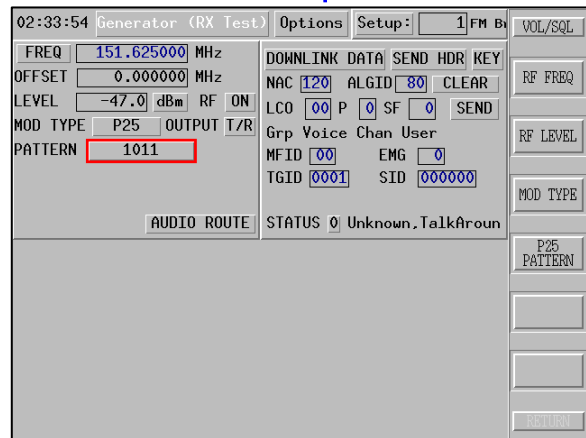 02:33:54 Generator (RX Test) Options Setup: 1 FM
FREQ 151.625000 MHz
OFFSET 0.000000 MHz
LEVEL -47.0 dBm RF ON
MOD TYPE P25 OUTPUT T/R
PATTERN 1011
AUDIO ROUTE
DOWNLINK DATA SEND HDR KEY
NAC 120 ALGID 80 CLEAR
LCO 00 P 0 SF 0 SEND
Grp Voice Chan User
MFID 00 EMG 0
TGID 0001 SID 000000
STATUS 0 Unknown,TalkAroun
VOL/SQL
RF FREQ
RF LEVEL
MOD TYPE
P25
PATTERN
RETURN